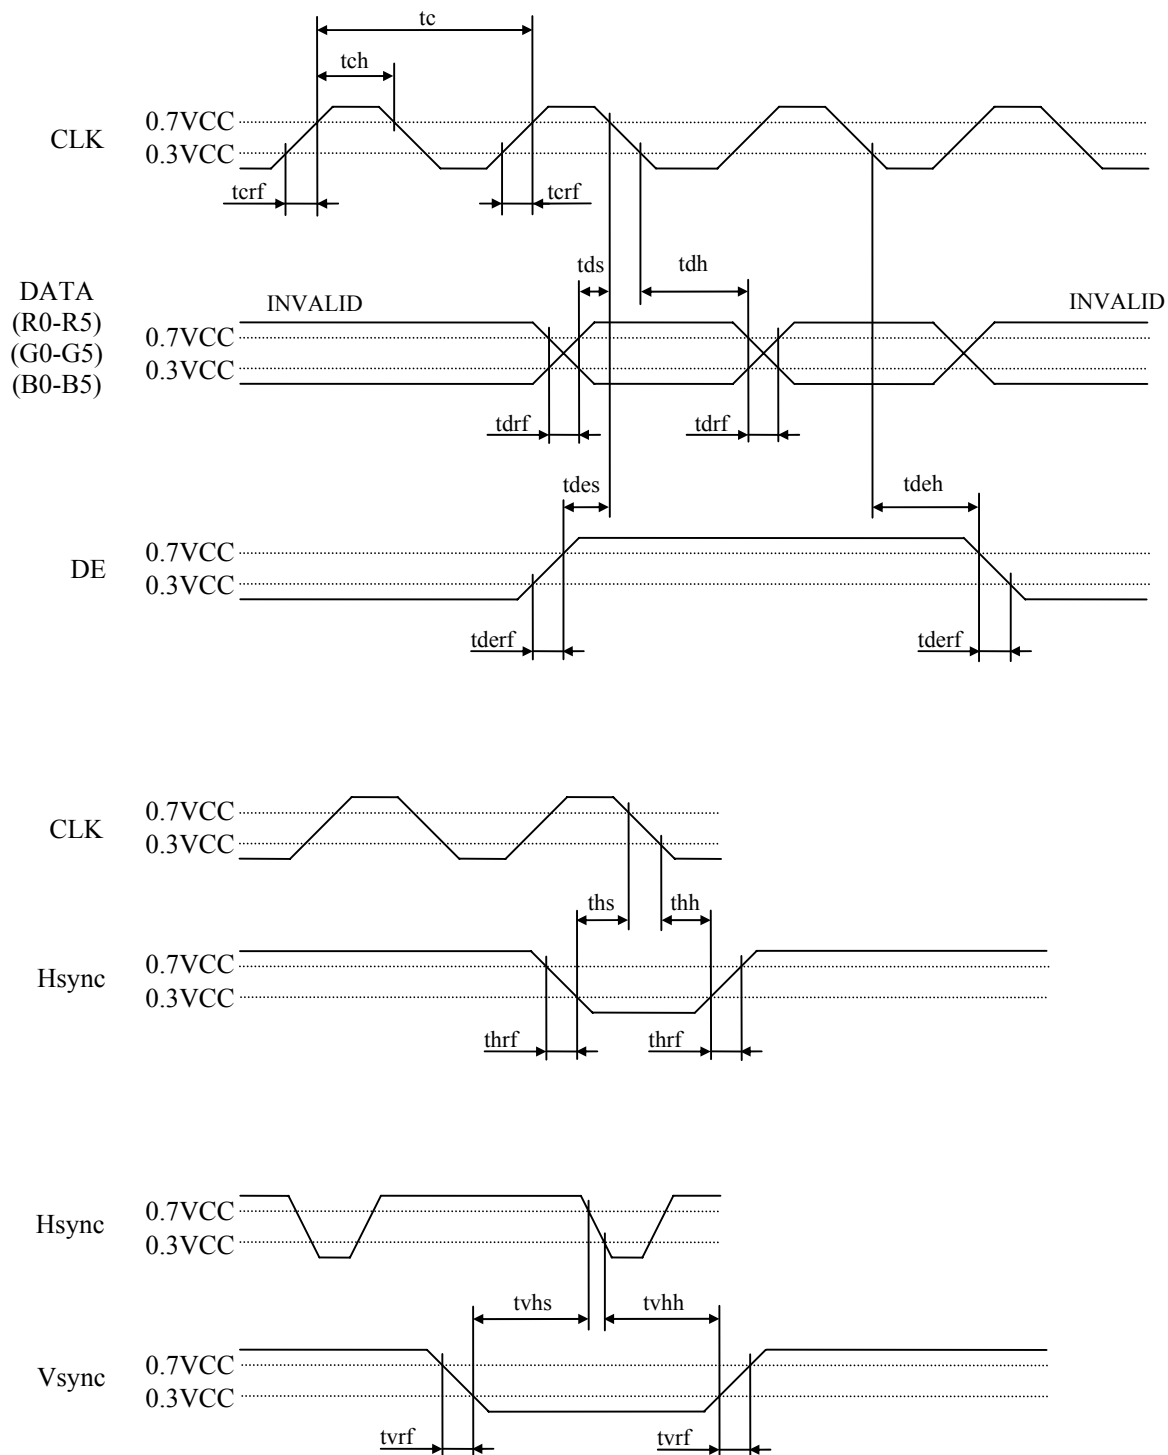 tc
tch
CLK
0.7VCC
0.3VCC
tcrf
tcrf
tds
tdh
DATA
(R0-R5)
(G0-G5)
(B0-B5)
INVALID
INVALID
0.7VCC
0.3VCC
tdrf
tdrf
tdes
tdeh
DE
0.7VCC
0.3VCC
tderf
tderf
CLK
0.7VCC
0.3VCC
ths
thh
Hsync
0.7VCC
0.3VCC
thrf
thrf
Hsync
0.7VCC
0.3VCC
tvhs
tvhh
Vsync
0.7VCC
0.3VCC
tvrf
tvrf